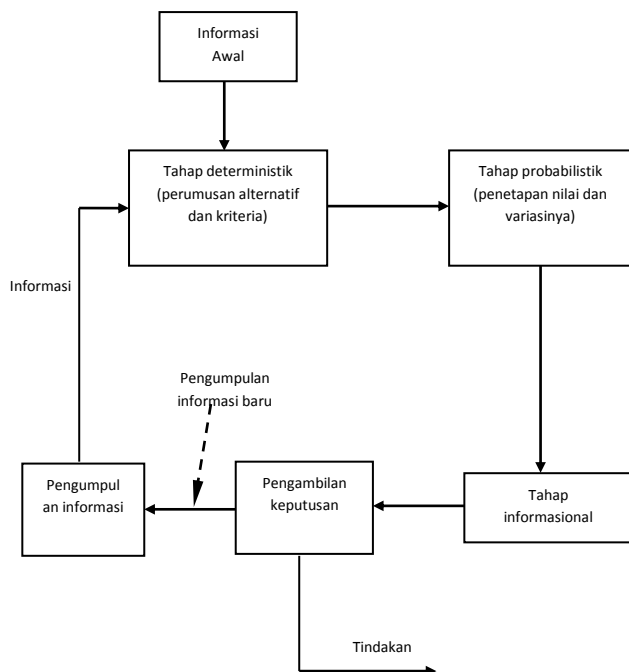 Informasi
Awal
Tahap deterministik
(perumusan alternatif
dan kriteria)
Tahap probabilistik
(penetapan nilai dan
variasinya)
Informasi
Pengumpulan
informasi baru
Pengumpul
an informasi
Pengambilan
keputusan
Tahap
informasional
Tindakan